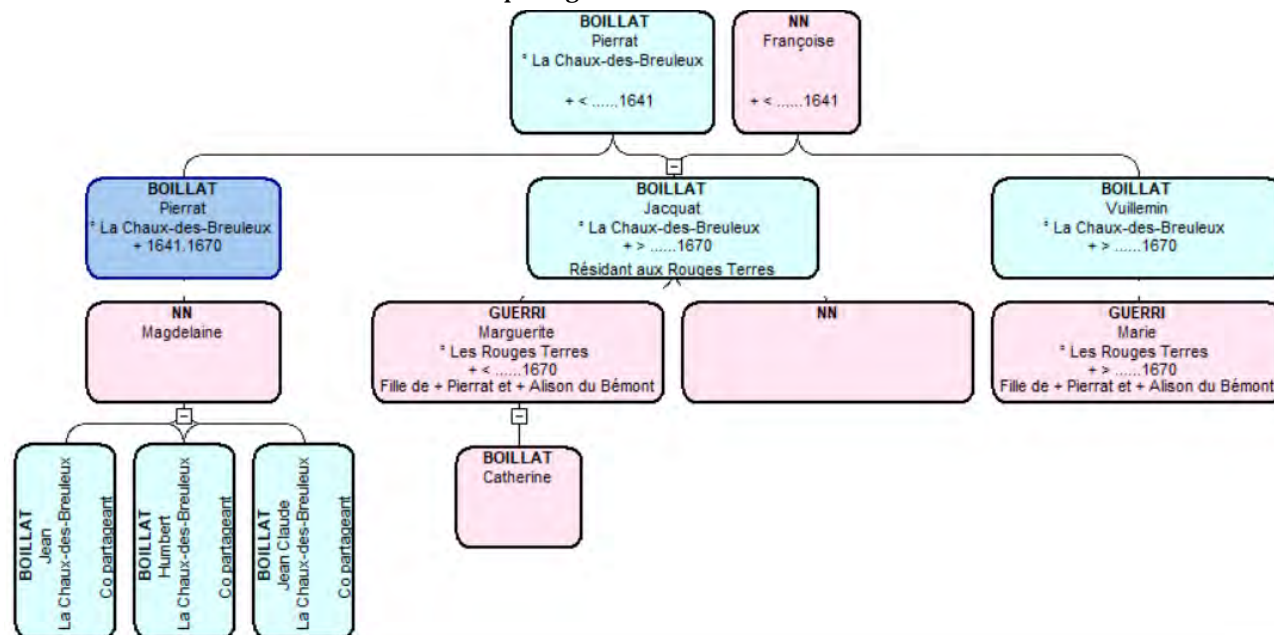 BOILLAT
Pierrat
° La Chaux-des-Breuleux
+ < ......1641
NN
Françoise
+ < ......1641
BOILLAT
Pierrat
° La Chaux-des-Breuleux
+ 1641.1670
BOILLAT
Jacquat
° La Chaux-des-Breuleux
+ > ......1670
Résidant aux Rouges Terres
BOILLAT
Vuillemin
° La Chaux-des-Breuleux
+ > ......1670
NN
Magdelaine
GUERRI
Marguerite
° Les Rouges Terres
+ < ......1670
Fille de + Pierrat et + Alison du Bémont
NN
GUERRI
Marie
° Les Rouges Terres
+ > ......1670
Fille de + Pierrat et + Alison du Bémont
BOILLAT
Jean
La Chaux-des-Breuleux
Co partageant
BOILLAT
Humbert
La Chaux-des-Breuleux
Co partageant
BOILLAT
Jean Claude
La Chaux-des-Breuleux
Co partageant
BOILLAT
Catherine